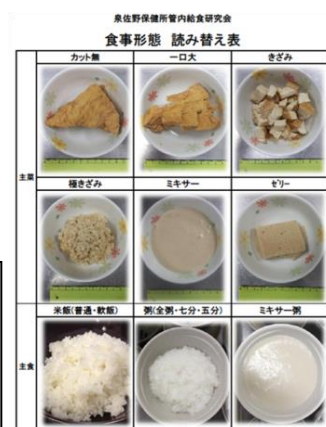 泉佐野保健所管内給食研究会
食事形態 読み替え表
カット無
一口大
きざみ
主菜
極きざみ
ミキサー
ゼリー
米飯(普通・軟飯)
粥(全粥・七分・五分)
ミキサー粥
主食